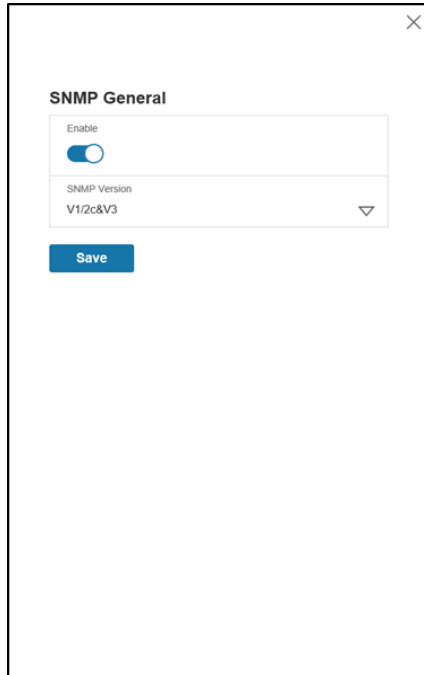 SNMP General
Enable
SNMP Version
V1/2c&V3
Save